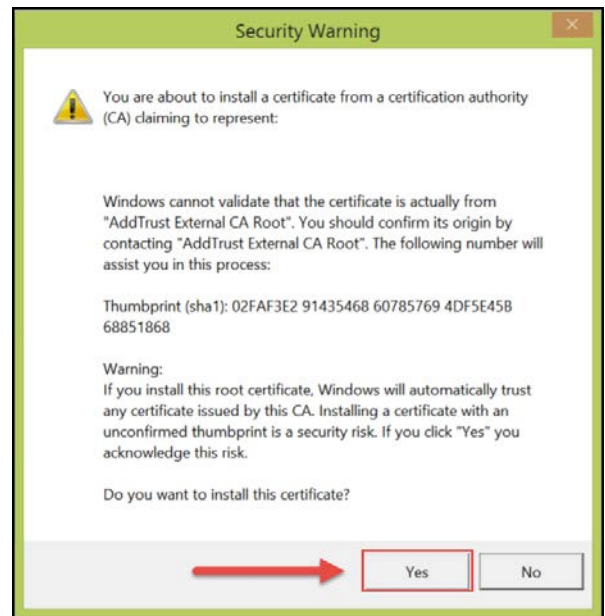 Security Warning
You are about to install a certificate from a certification authority
(CA) claiming to represent:
Windows cannot validate that the certificate is actually from
"AddTrust External CA Root". You should confirm its origin by
contacting "AddTrust External CA Root". The following number will
assist you in this process:
Thumbprint (sha1): 02FAF3E2 91435468 60785769 4DF5E45B
68851868
Warning:
If you install this root certificate, Windows will automatically trust
any certificate issued by this CA. Installing a certificate with an
unconfirmed thumbprint is a security risk. If you click "Yes" you
acknowledge this risk.
Do you want to install this certificate?
Yes
No